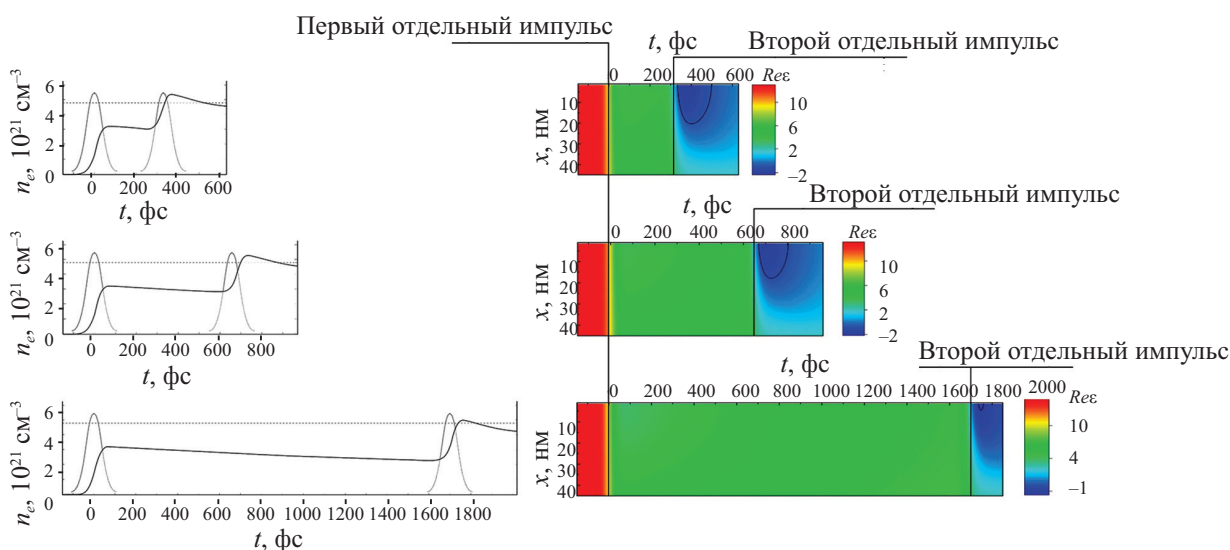 Первый отдельный импульс
t, фс
Второй отдельный импульс
0 200 400 600
Reε
10
20
30
40
x, нм
10
6
2
−2
6
4
2
0
n_e, 10^21 см^−3
0 200 400 600
t, фс
Второй отдельный импульс
t, фс
0 200 400 600 800
Reε
10
20
30
40
x, нм
10
6
2
−2
6
4
2
0
n_e, 10^21 см^−3
0 200 400 600 800
t, фс
Второй отдельный импульс
t, фс
0 200 400 600 800 1000 1200 1400 1600 1800 2000
Reε
10
20
30
40
x, нм
10
4
−1
6
4
2
0
n_e, 10^21 см^−3
0 200 400 600 800 1000 1200 1400 1600 1800
t, фс